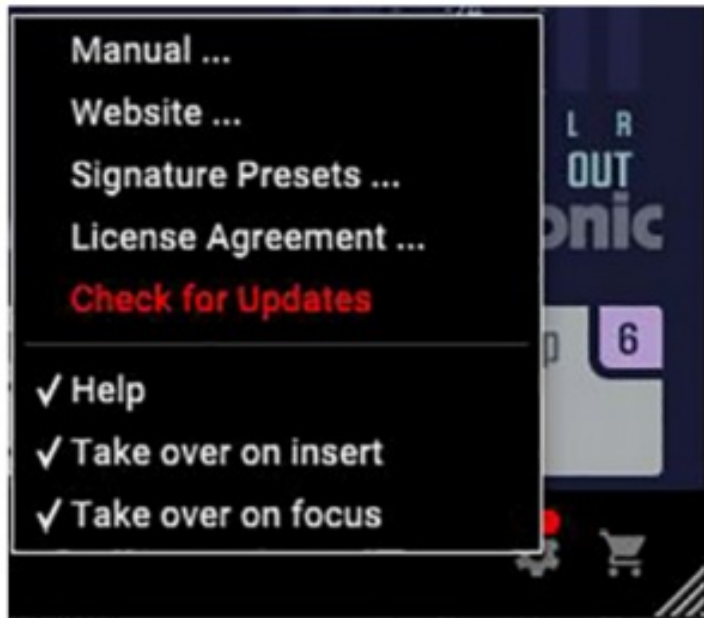 Manual ...
Website ...
Signature Presets ...
License Agreement ...
Check for Updates
✓ Help
✓ Take over on insert
✓ Take over on focus
L R
OUT
onic
6